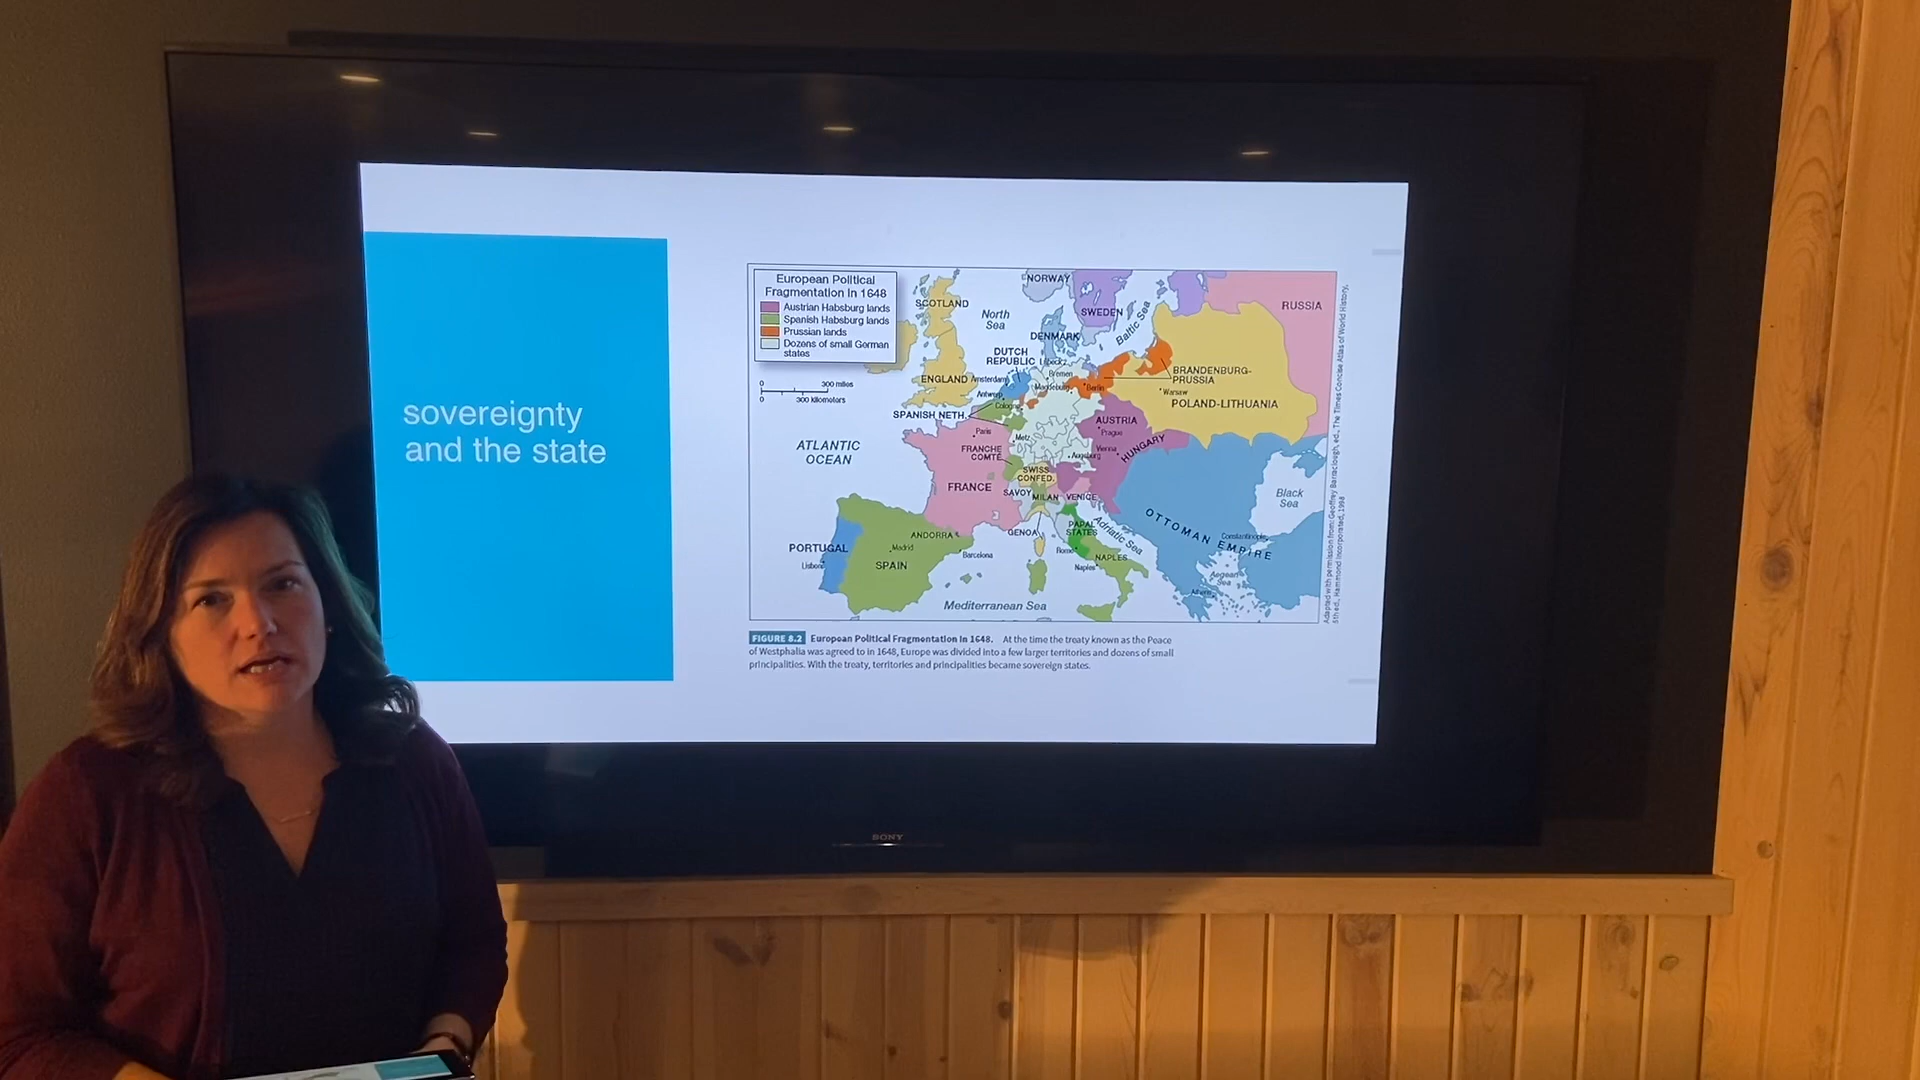 sovereignty
and the state
European Political
Fragmentation in 1648
Austrian Habsburg lands
Spanish Habsburg lands
Prussian lands
Dozens of small German
states
0 300 miles
0 300 kilometers
SCOTLAND
NORWAY
SWEDEN
RUSSIA
North
Sea
Baltic Sea
DENMARK
DUTCH
REPUBLIC
Lübeck
Bremen
ENGLAND
Amsterdam
Magdeburg
Berlin
BRANDENBURG-
PRUSSIA
Antwerp
Cologne
Warsaw
POLAND-LITHUANIA
SPANISH NETH.
AUSTRIA
Paris
Prague
Metz
ATLANTIC
OCEAN
FRANCHE
COMTÉ
Augsburg
Vienna
HUNGARY
SWISS
CONFED.
FRANCE
SAVOY
MILAN
VENICE
Black
Sea
OTTOMAN EMPIRE
Constantinople
PAPAL
STATES
Adriatic Sea
ANDORRA
GENOA
PORTUGAL
Madrid
Barcelona
Rome
NAPLES
Lisbon
SPAIN
Naples
Aegean
Sea
Athens
Mediterranean Sea
Adapted with permission from: Geoffrey Barraclough, ed., The Times Concise Atlas of World History,
5th ed., Hammond Incorporated, 1998
FIGURE 8.2 European Political Fragmentation in 1648. At the time the treaty known as the Peace
of Westphalia was agreed to in 1648, Europe was divided into a few larger territories and dozens of small
principalities. With the treaty, territories and principalities became sovereign states.
SONY